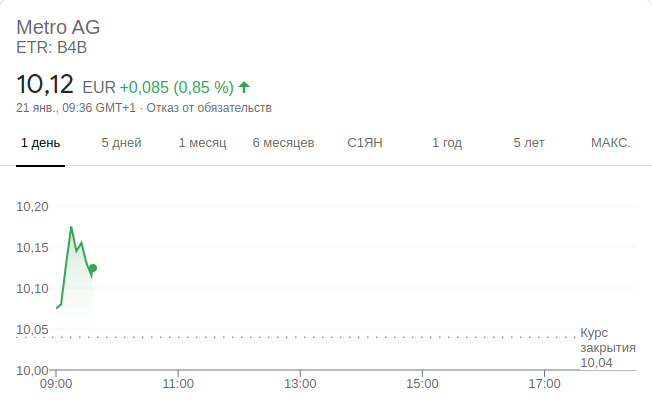 Metro AG
ETR: B4B
10,12 EUR +0,085 (0,85 %)
21 янв., 09:36 GMT+1 · Отказ от обязательств
1 день 5 дней 1 месяц 6 месяцев С1ЯН 1 год 5 лет МАКС.
10,20
10,15
10,10
10,05
Курс
закрытия
10,04
10,00
09:00 11:00 13:00 15:00 17:00